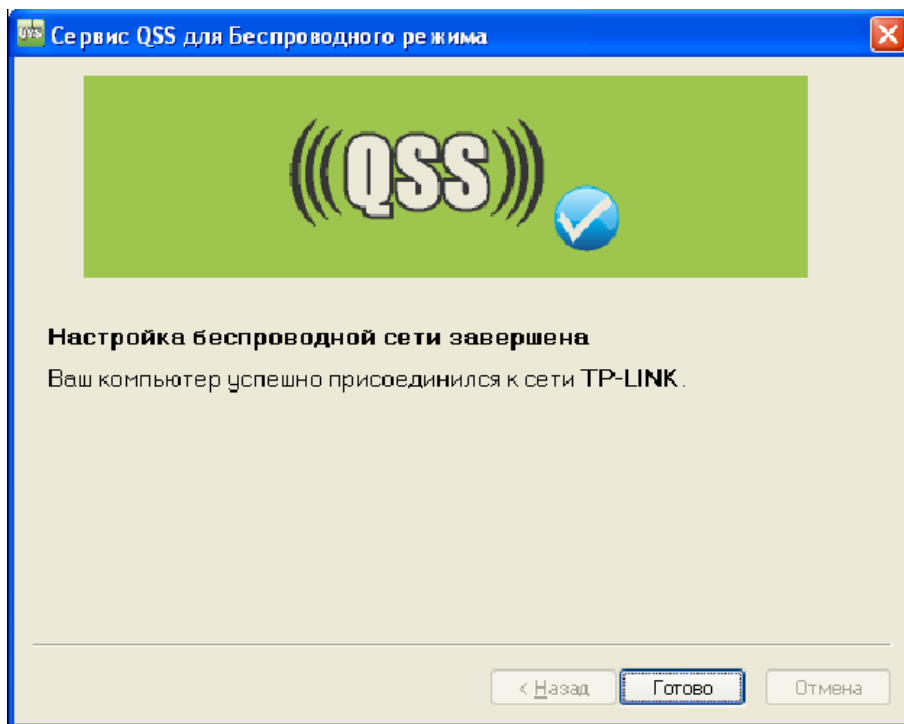 Сервис QSS для Беспроводного режима
(((QSS)))
Настройка беспроводной сети завершена
Ваш компьютер успешно присоединился к сети TP-LINK.
< Назад Готово Отмена